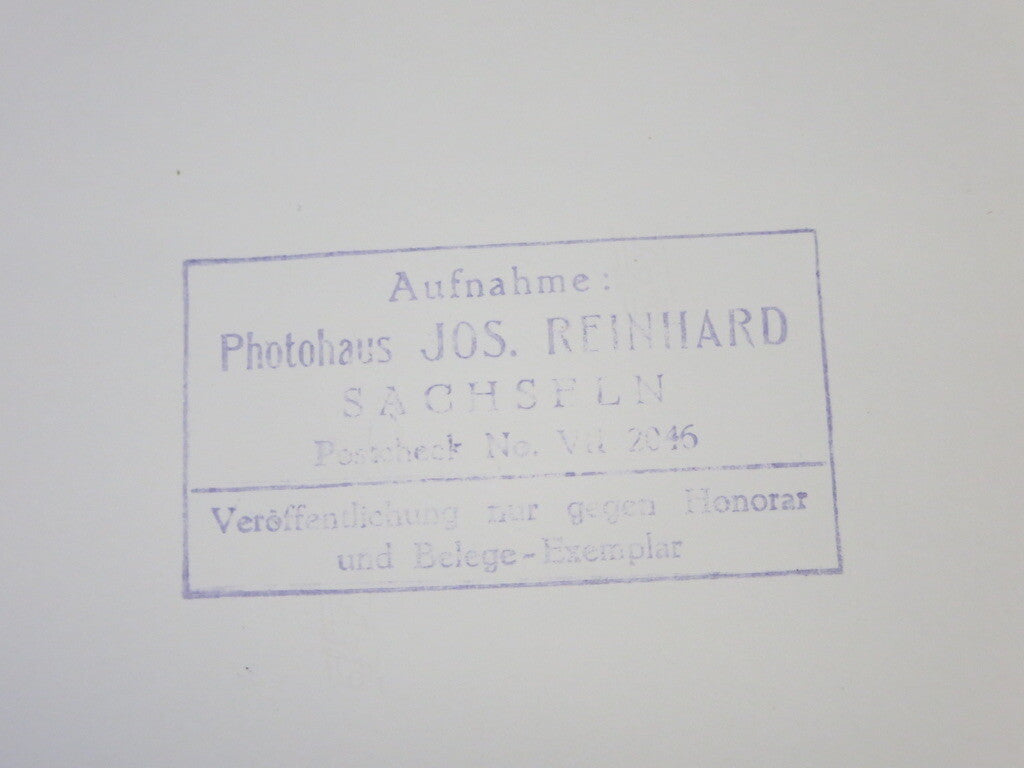 Aufnahme:
Photohaus JOS. REINHARD
SACHSELN
Postcheck No. VII 2046
Veröffentlichung nur gegen Honorar
und Belege-Exemplar